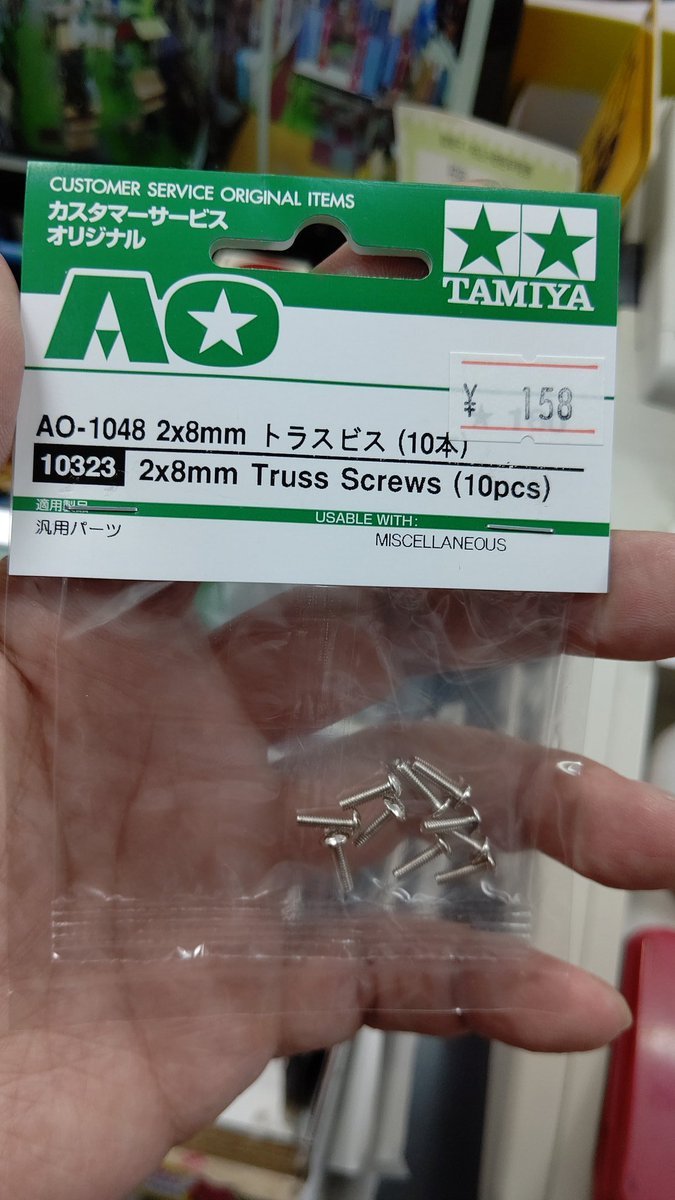 CUSTOMER SERVICE ORIGINAL ITEMS
カスタマーサービス
オリジナル
TAMIYA
AO
¥ 158
AO-1048 2x8mm トラスビス (10本)
10323 2x8mm Truss Screws (10pcs)
適用製品
USABLE WITH:
汎用パーツ
MISCELLANEOUS